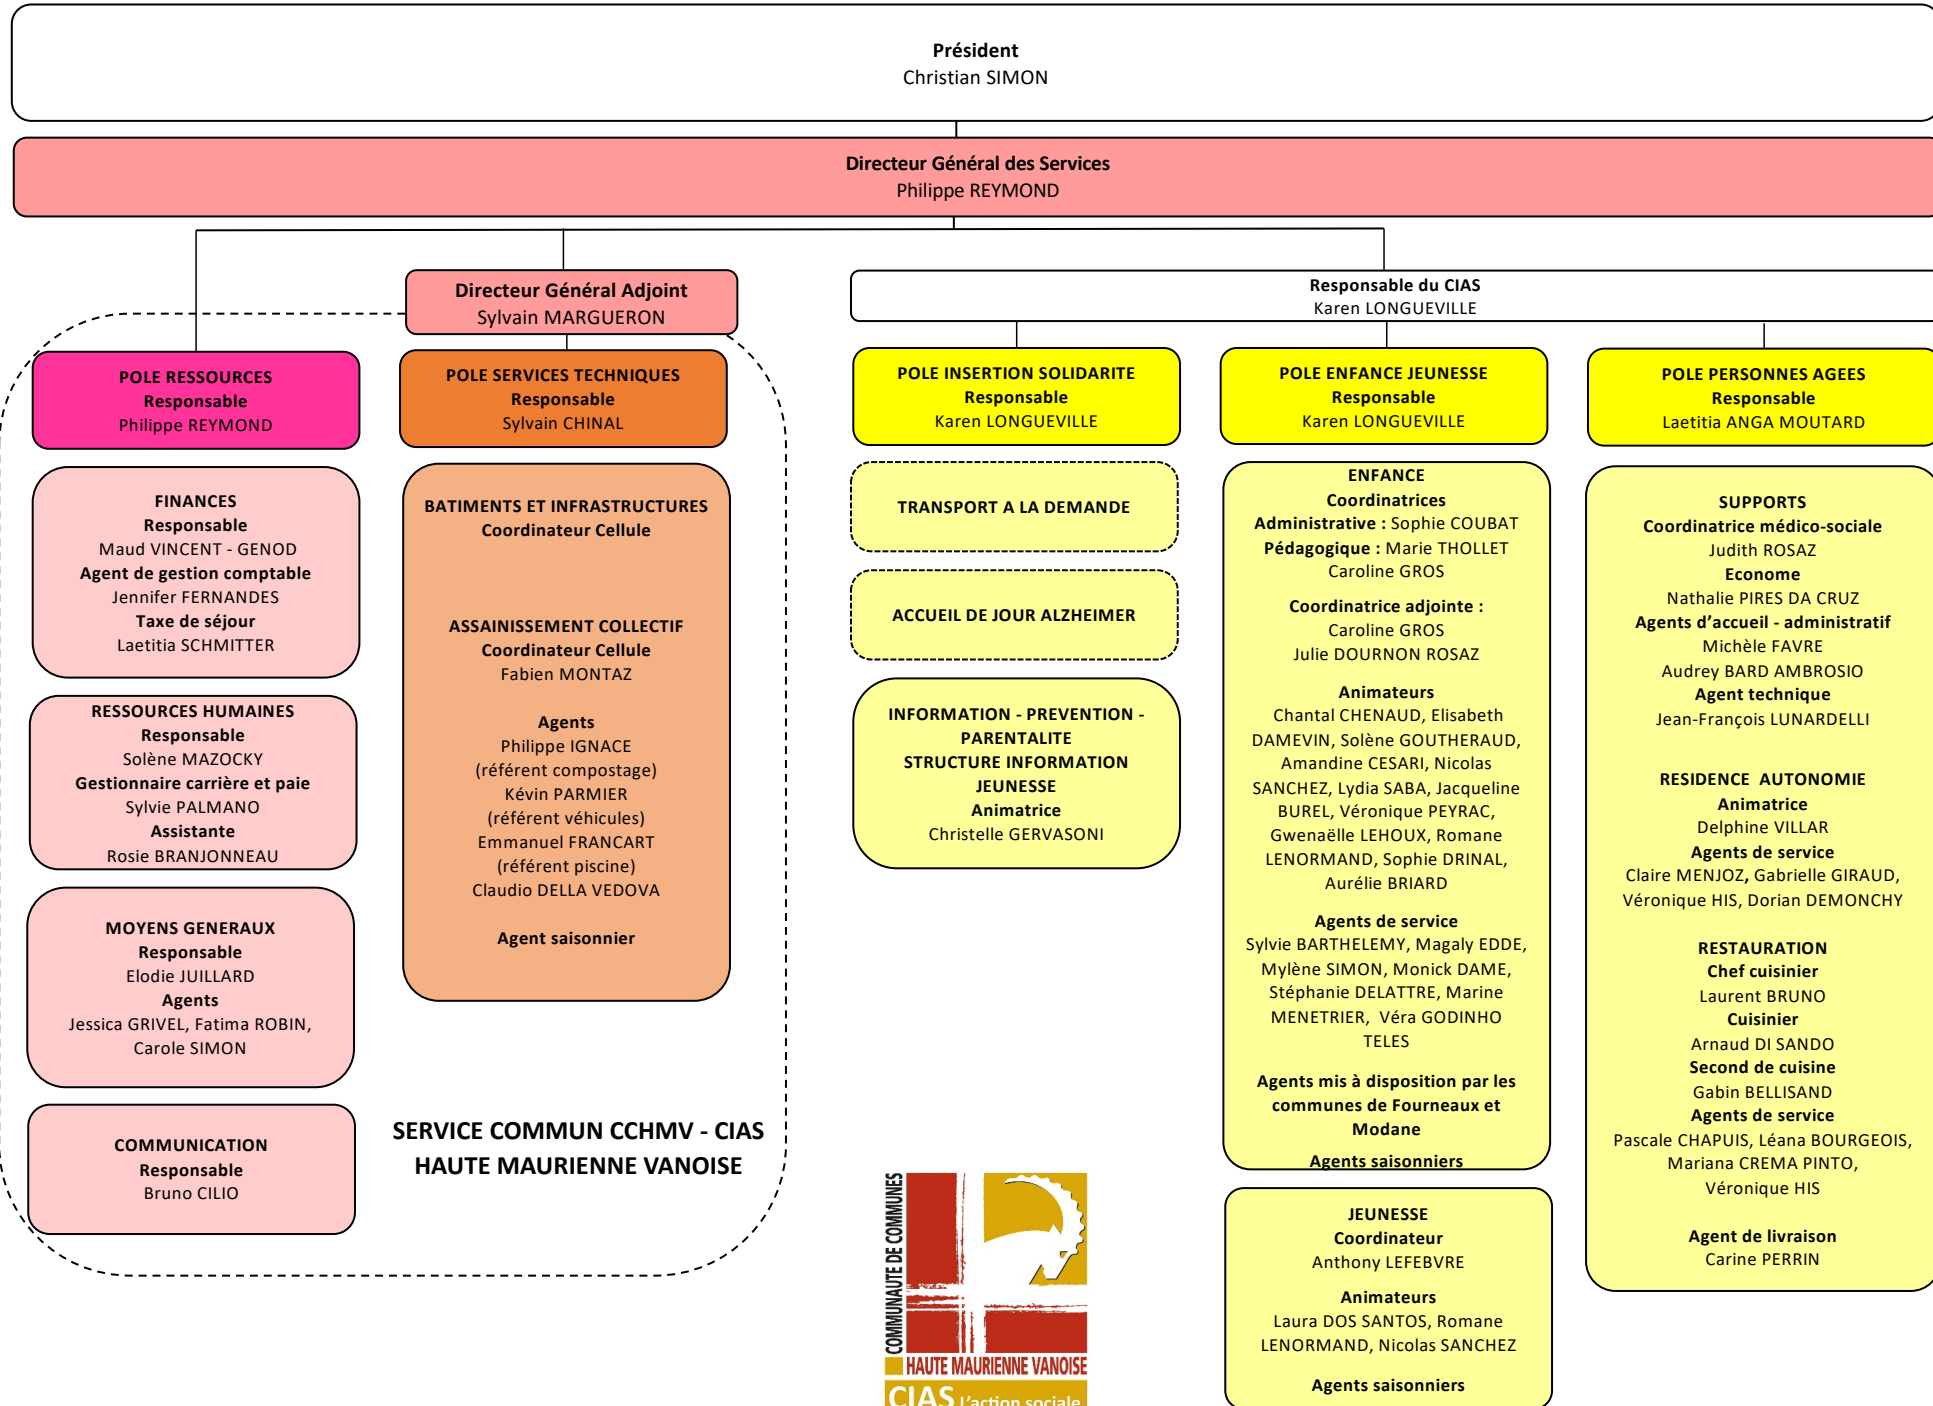 Président
Christian SIMON
Directeur Général des Services
Philippe REYMOND
Directeur Général Adjoint
Sylvain MARGUERON
Responsable du CIAS
Karen LONGUEVILLE
POLE RESSOURCES
Responsable
Philippe REYMOND
FINANCES
Responsable
Maud VINCENT - GENOD
Agent de gestion comptable
Jennifer FERNANDES
Taxe de séjour
Laetitia SCHMITTER
RESSOURCES HUMAINES
Responsable
Solène MAZOCKY
Gestionnaire carrière et paie
Sylvie PALMANO
Assistante
Rosie BRANJONNEAU
MOYENS GENERAUX
Responsable
Elodie JUILLARD
Agents
Jessica GRIVEL, Fatima ROBIN,
Carole SIMON
COMMUNICATION
Responsable
Bruno CILIO
POLE SERVICES TECHNIQUES
Responsable
Sylvain CHINAL
BATIMENTS ET INFRASTRUCTURES
Coordinateur Cellule
ASSAINISSEMENT COLLECTIF
Coordinateur Cellule
Fabien MONTAZ
Agents
Philippe IGNACE
(référent compostage)
Kévin PARMIER
(référent véhicules)
Emmanuel FRANCART
(référent piscine)
Claudio DELLA VEDOVA
Agent saisonnier
SERVICE COMMUN CCHMV - CIAS
HAUTE MAURIENNE VANOISE
POLE INSERTION SOLIDARITE
Responsable
Karen LONGUEVILLE
TRANSPORT A LA DEMANDE
ACCUEIL DE JOUR ALZHEIMER
INFORMATION - PREVENTION -
PARENTALITE
STRUCTURE INFORMATION
JEUNESSE
Animatrice
Christelle GERVASONI
COMMUNAUTE DE COMMUNES
HAUTE MAURIENNE VANOISE
CIAS L'action sociale
POLE ENFANCE JEUNESSE
Responsable
Karen LONGUEVILLE
ENFANCE
Coordinatrices
Administrative : Sophie COUBAT
Pédagogique : Marie THOLLET
Caroline GROS
Coordinatrice adjointe :
Caroline GROS
Julie DOURNON ROSAZ
Animateurs
Chantal CHENAUD, Elisabeth
DAMEVIN, Solène GOUTHERAUD,
Amandine CESARI, Nicolas
SANCHEZ, Lydia SABA, Jacqueline
BUREL, Véronique PEYRAC,
Gwenaëlle LEHOUX, Romane
LENORMAND, Sophie DRINAL,
Aurélie BRIARD
Agents de service
Sylvie BARTHELEMY, Magaly EDDE,
Mylène SIMON, Monick DAME,
Stéphanie DELATTRE, Marine
MENETRIER, Véra GODINHO
TELES
Agents mis à disposition par les
communes de Fourneaux et
Modane
Agents saisonniers
JEUNESSE
Coordinateur
Anthony LEFEBVRE
Animateurs
Laura DOS SANTOS, Romane
LENORMAND, Nicolas SANCHEZ
Agents saisonniers
POLE PERSONNES AGEES
Responsable
Laetitia ANGA MOUTARD
SUPPORTS
Coordinatrice médico-sociale
Judith ROSAZ
Econome
Nathalie PIRES DA CRUZ
Agents d'accueil - administratif
Michèle FAVRE
Audrey BARD AMBROSIO
Agent technique
Jean-François LUNARDELLI
RESIDENCE AUTONOMIE
Animatrice
Delphine VILLAR
Agents de service
Claire MENJOZ, Gabrielle GIRAUD,
Véronique HIS, Dorian DEMONCHY
RESTAURATION
Chef cuisinier
Laurent BRUNO
Cuisinier
Arnaud DI SANDO
Second de cuisine
Gabin BELLISAND
Agents de service
Pascale CHAPUIS, Léana BOURGEOIS,
Mariana CREMA PINTO,
Véronique HIS
Agent de livraison
Carine PERRIN